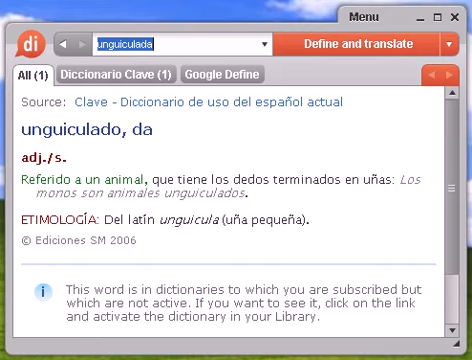 Menu
di
unguiculada
Define and translate
All (1)
Diccionario Clave (1)
Google Define
Source: Clave - Diccionario de uso del español actual
unguiculado, da
adj./s.
Referido a un animal, que tiene los dedos terminados en uñas: Los
monos son animales unguiculados.
ETIMOLOGÍA: Del latín unguicula (uña pequeña).
© Ediciones SM 2006
i
This word is in dictionaries to which you are subscribed but
which are not active. If you want to see it, click on the link
and activate the dictionary in your Library.